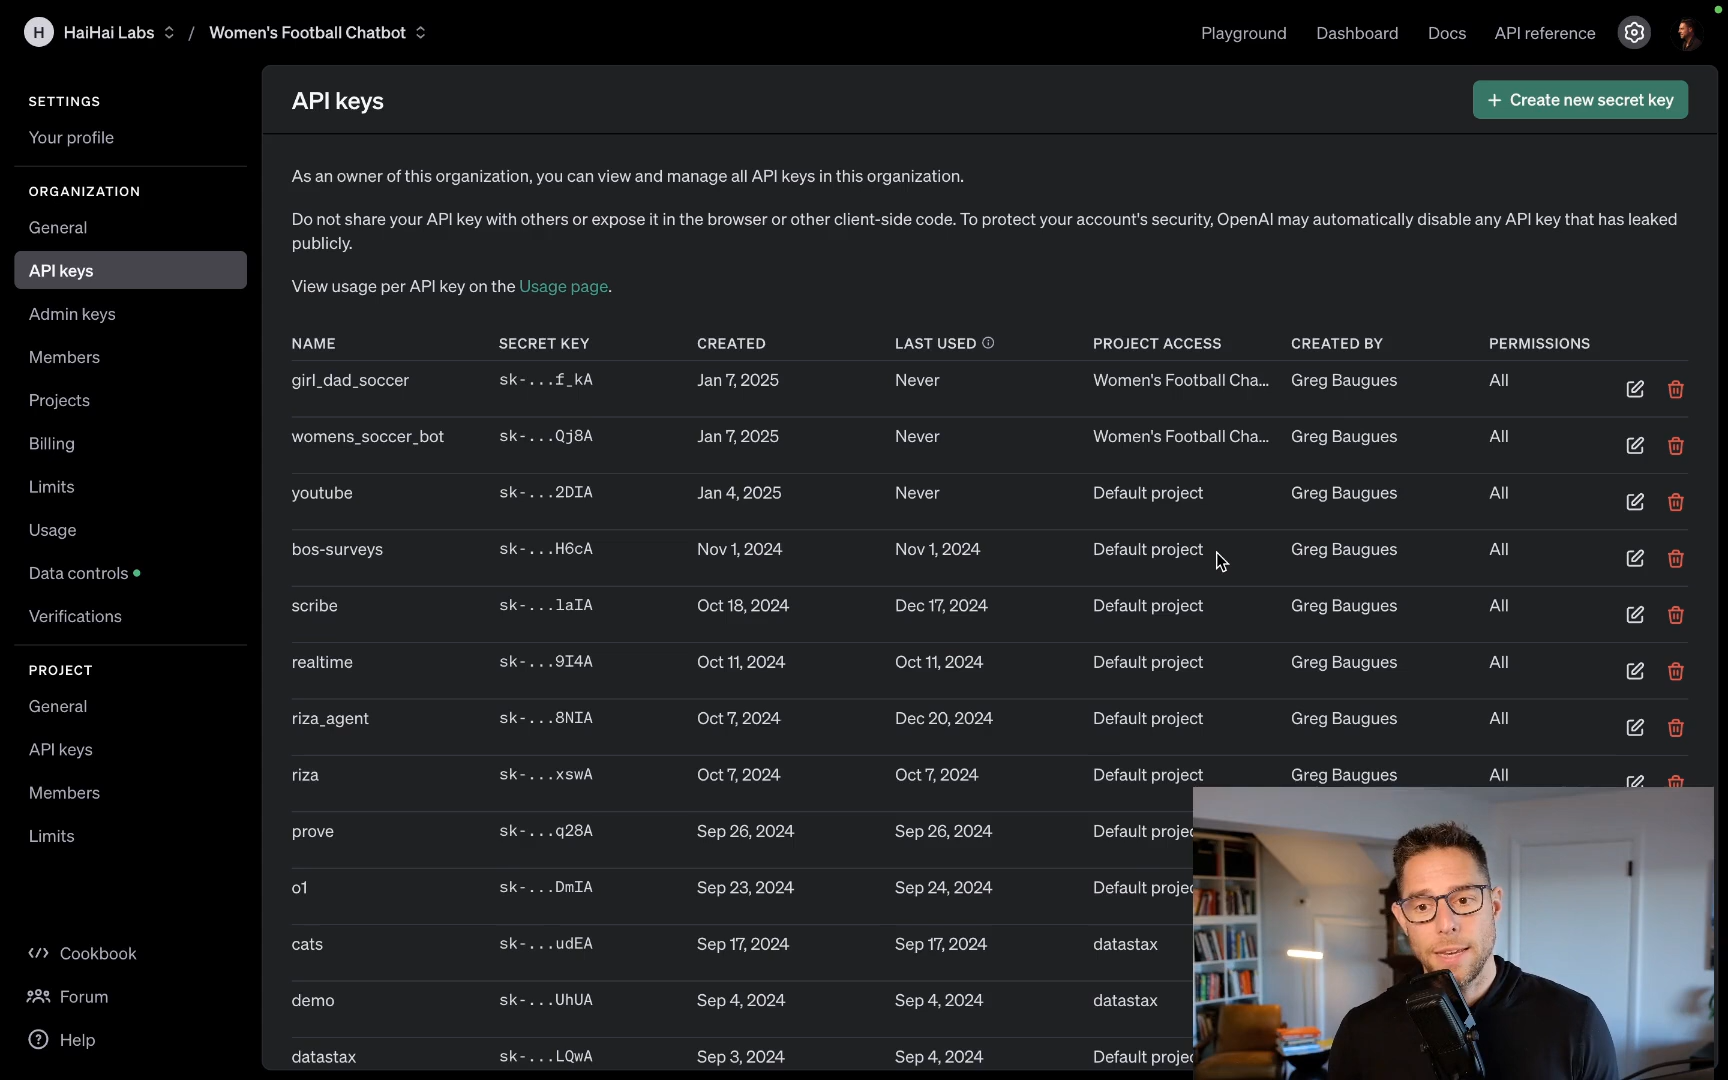 H HaiHai Labs / Women's Football Chatbot Playground Dashboard Docs API reference
SETTINGS
Your profile
ORGANIZATION
General
API keys
Admin keys
Members
Projects
Billing
Limits
Usage
Data controls
Verifications
PROJECT
General
API keys
Members
Limits
Cookbook
Forum
Help
API keys
+ Create new secret key
As an owner of this organization, you can view and manage all API keys in this organization.
Do not share your API key with others or expose it in the browser or other client-side code. To protect your account's security, OpenAI may automatically disable any API key that has leaked
publicly.
View usage per API key on the Usage page.
NAME SECRET KEY CREATED LAST USED PROJECT ACCESS CREATED BY PERMISSIONS
girl_dad_soccer sk-...f_kA Jan 7, 2025 Never Women's Football Cha... Greg Baugues All
womens_soccer_bot sk-...Qj8A Jan 7, 2025 Never Women's Football Cha... Greg Baugues All
youtube sk-...2DIA Jan 4, 2025 Never Default project Greg Baugues All
bos-surveys sk-...H6cA Nov 1, 2024 Nov 1, 2024 Default project Greg Baugues All
scribe sk-...laIA Oct 18, 2024 Dec 17, 2024 Default project Greg Baugues All
realtime sk-...9I4A Oct 11, 2024 Oct 11, 2024 Default project Greg Baugues All
riza_agent sk-...8NIA Oct 7, 2024 Dec 20, 2024 Default project Greg Baugues All
riza sk-...xswA Oct 7, 2024 Oct 7, 2024 Default project Greg Baugues All
prove sk-...q28A Sep 26, 2024 Sep 26, 2024 Default projec
o1 sk-...DmIA Sep 23, 2024 Sep 24, 2024 Default projec
cats sk-...udEA Sep 17, 2024 Sep 17, 2024 datastax
demo sk-...UhUA Sep 4, 2024 Sep 4, 2024 datastax
datastax sk-...LQwA Sep 3, 2024 Sep 4, 2024 Default projec